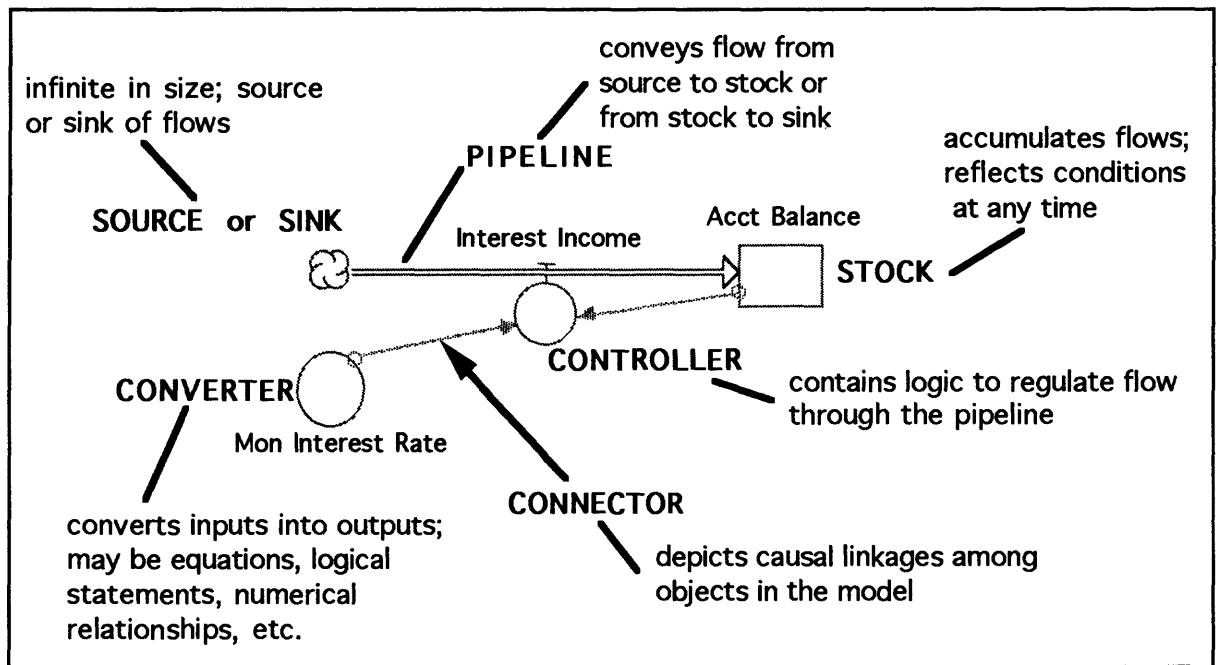 conveys flow from
source to stock or
from stock to sink
infinite in size; source
or sink of flows
PIPELINE
accumulates flows;
reflects conditions
at any time
SOURCE or SINK
Interest Income
Acct Balance
STOCK
CONTROLLER
contains logic to regulate flow
through the pipeline
CONVERTER
Mon Interest Rate
CONNECTOR
converts inputs into outputs;
may be equations, logical
statements, numerical
relationships, etc.
depicts causal linkages among
objects in the model